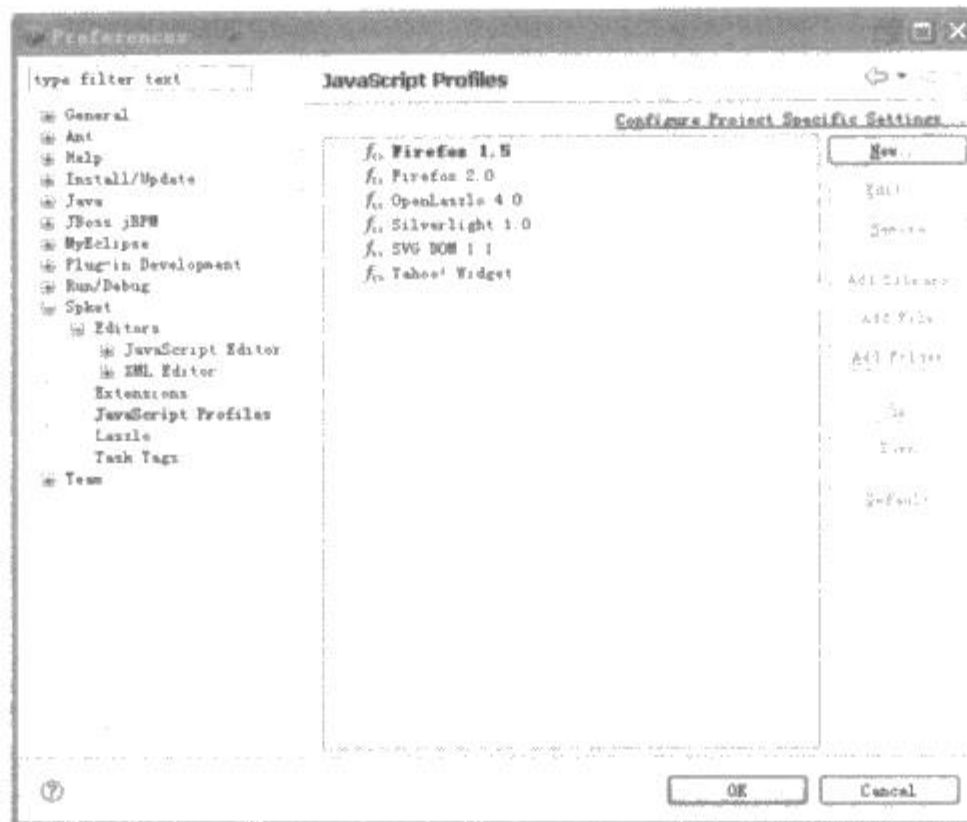 Preferences
type filter text
General
Ant
Help
Install/Update
Java
JBoss jBPM
MyEclipse
Plug-in Development
Run/Debug
Spket
Editors
JavaScript Editor
XML Editor
Extensions
JavaScript Profiles
Laszlo
Task Tags
Team
JavaScript Profiles
Configure Project Specific Settings...
Firefox 1.5
Firefox 2.0
OpenLaszlo 4.0
Silverlight 1.0
SVG DOM 1.1
Yahoo! Widget
New...
Edit
Remove
Add Library
Add File
Add Folder
Up
Down
Default
OK
Cancel